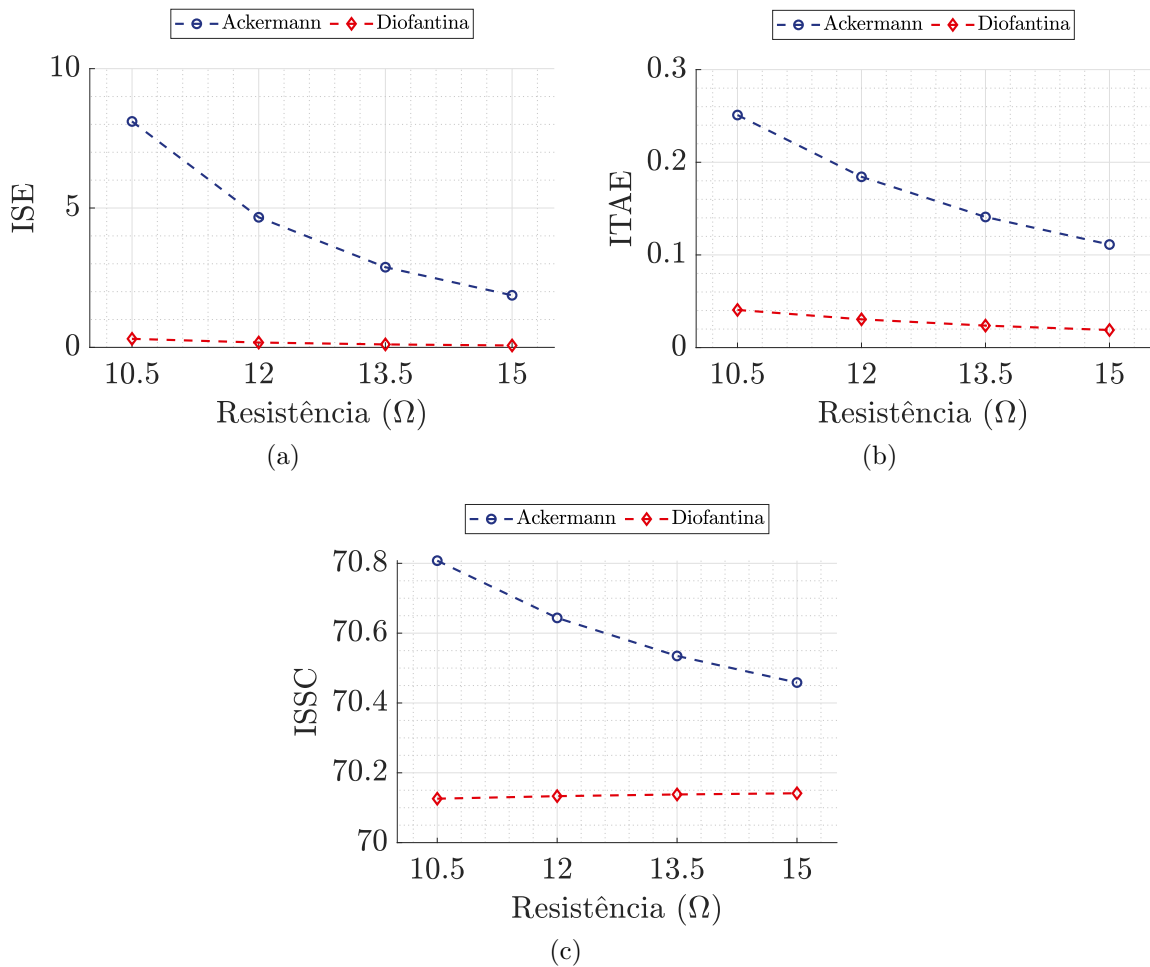 Ackermann Diofantina
10
5
0
ISE
10.5 12 13.5 15
Resistência (Ω)
(a)
Ackermann Diofantina
0.3
0.2
0.1
0
ITAE
10.5 12 13.5 15
Resistência (Ω)
(b)
Ackermann Diofantina
70.8
70.6
70.4
70.2
70
ISSC
10.5 12 13.5 15
Resistência (Ω)
(c)